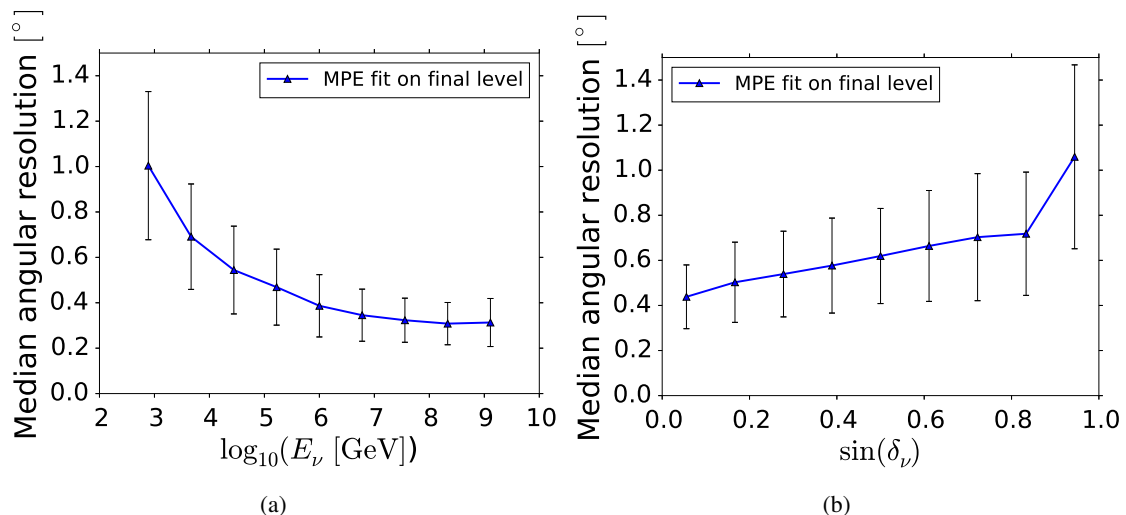 Median angular resolution [°]
1.4
1.2
1.0
0.8
0.6
0.4
0.2
0.0
MPE fit on final level
2 3 4 5 6 7 8 9 10
log₁₀(Eν [GeV])
(a)
Median angular resolution [°]
1.4
1.2
1.0
0.8
0.6
0.4
0.2
0.0
MPE fit on final level
0.0 0.2 0.4 0.6 0.8 1.0
sin(δν)
(b)